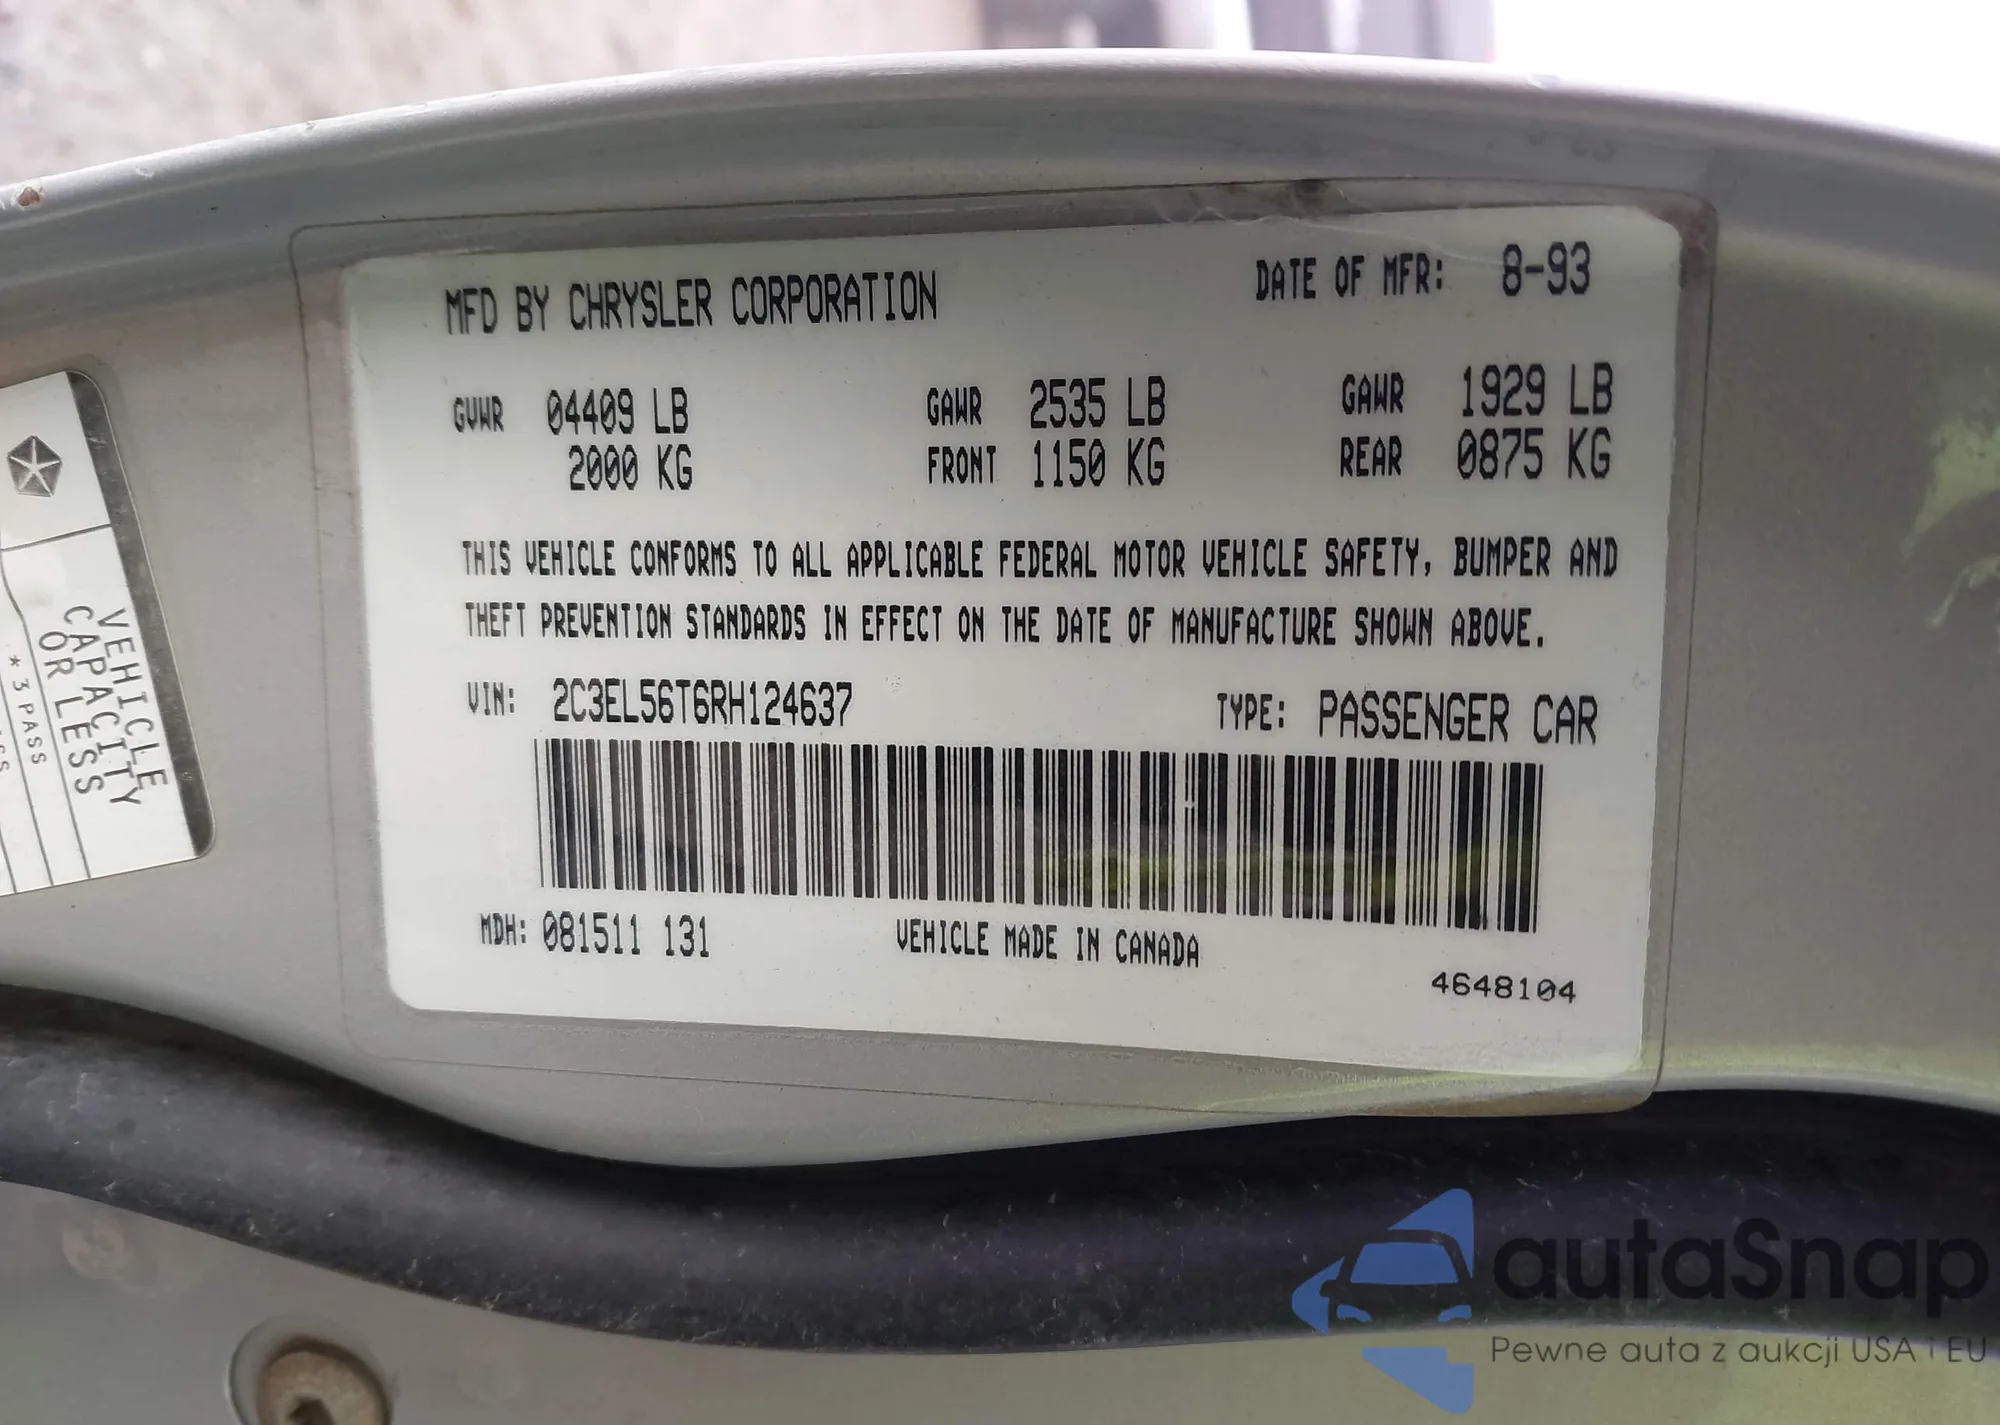 MFD BY CHRYSLER CORPORATION DATE OF MFR: 8-93
GVWR 04409 LB GAWR 2535 LB GAWR 1929 LB
2000 KG FRONT 1150 KG REAR 0875 KG
THIS VEHICLE CONFORMS TO ALL APPLICABLE FEDERAL MOTOR VEHICLE SAFETY, BUMPER AND
THEFT PREVENTION STANDARDS IN EFFECT ON THE DATE OF MANUFACTURE SHOWN ABOVE.
VIN: 2C3EL56T6RH124637 TYPE: PASSENGER CAR
MDH: 081511 131 VEHICLE MADE IN CANADA
4648104
VEHICLE
CAPACITY
OR LESS
*3 PASS
autaSnap
Pewne auta z aukcji USA i EU